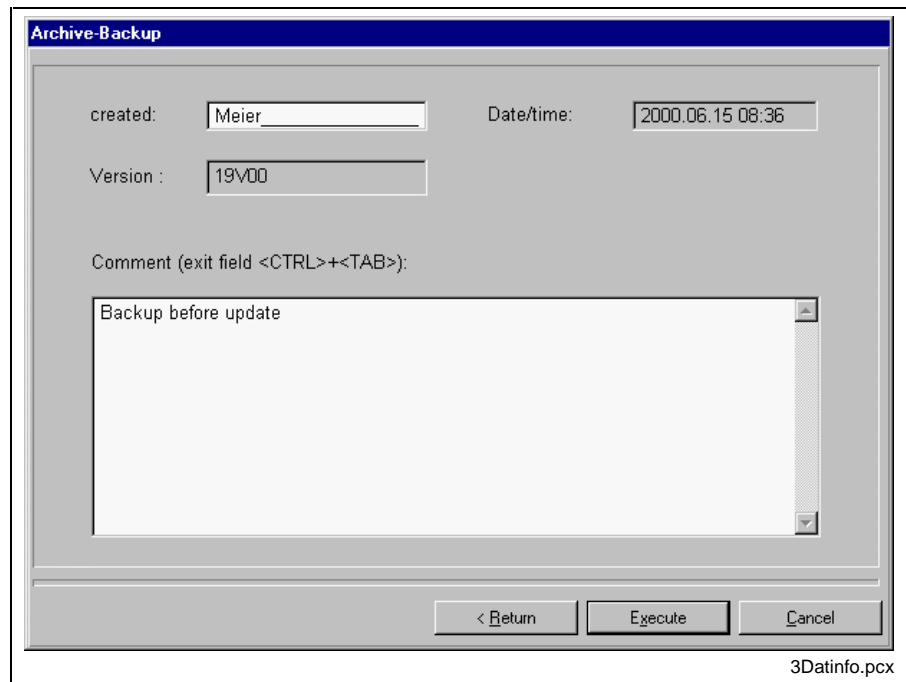 Archive-Backup
created: Meier_________________ Date/time: 2000.06.15 08:36
Version : 19V00
Comment (exit field <CTRL>+<TAB>):
Backup before update
< Return Execute Cancel
3Datinfo.pcx